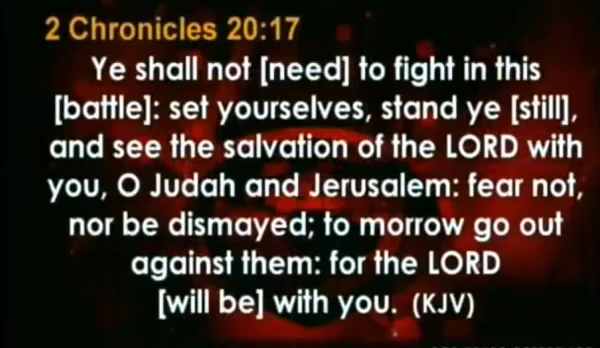 2 Chronicles 20:17
Ye shall not [need] to fight in this
[battle]: set yourselves, stand ye [still],
and see the salvation of the LORD with
you, O Judah and Jerusalem: fear not,
nor be dismayed; to morrow go out
against them: for the LORD
[will be] with you. (KJV)